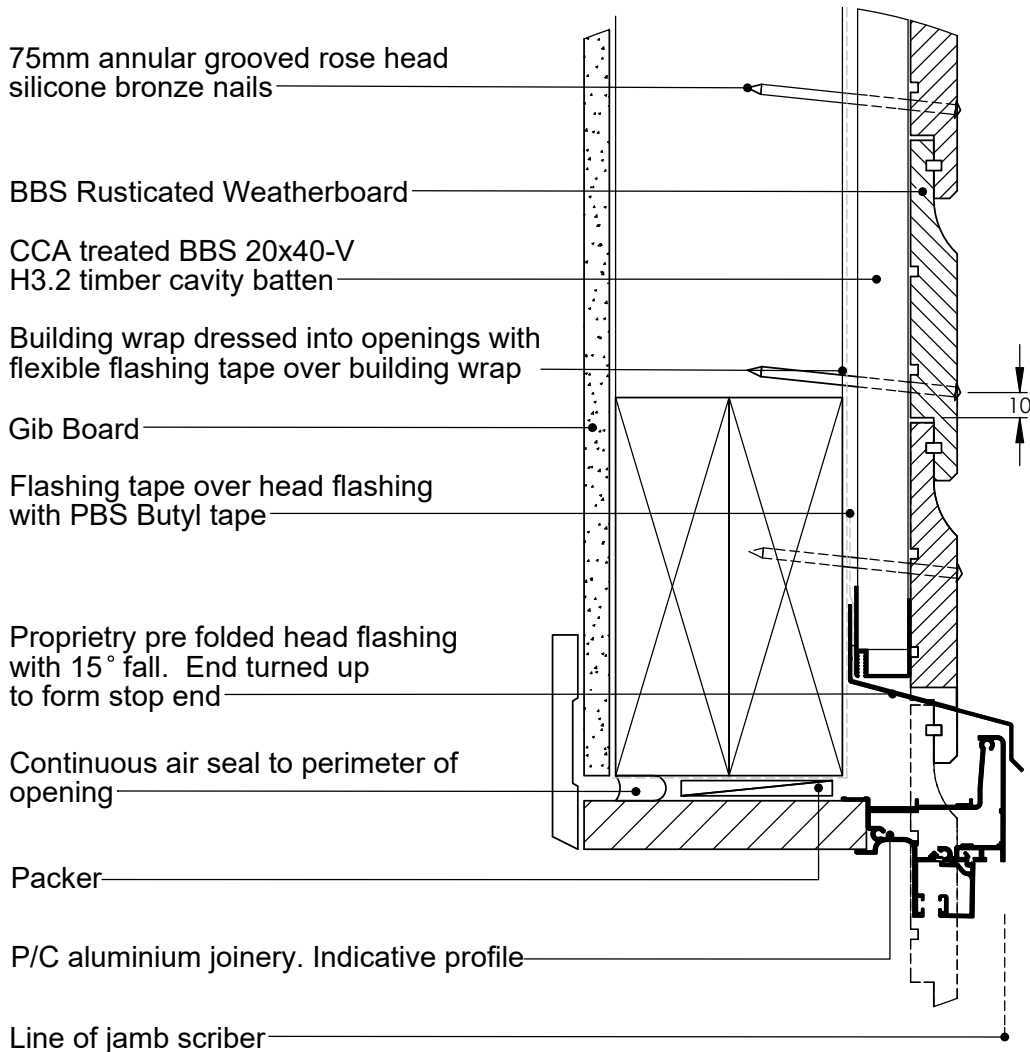 75mm annular grooved rose head
silicone bronze nails
BBS Rusticated Weatherboard
CCA treated BBS 20x40-V
H3.2 timber cavity batten
Building wrap dressed into openings with
flexible flashing tape over building wrap
10
Gib Board
Flashing tape over head flashing
with PBS Butyl tape
Proprietry pre folded head flashing
with 15° fall. End turned up
to form stop end
Continuous air seal to perimeter of
opening
Packer
P/C aluminium joinery. Indicative profile
Line of jamb scriber